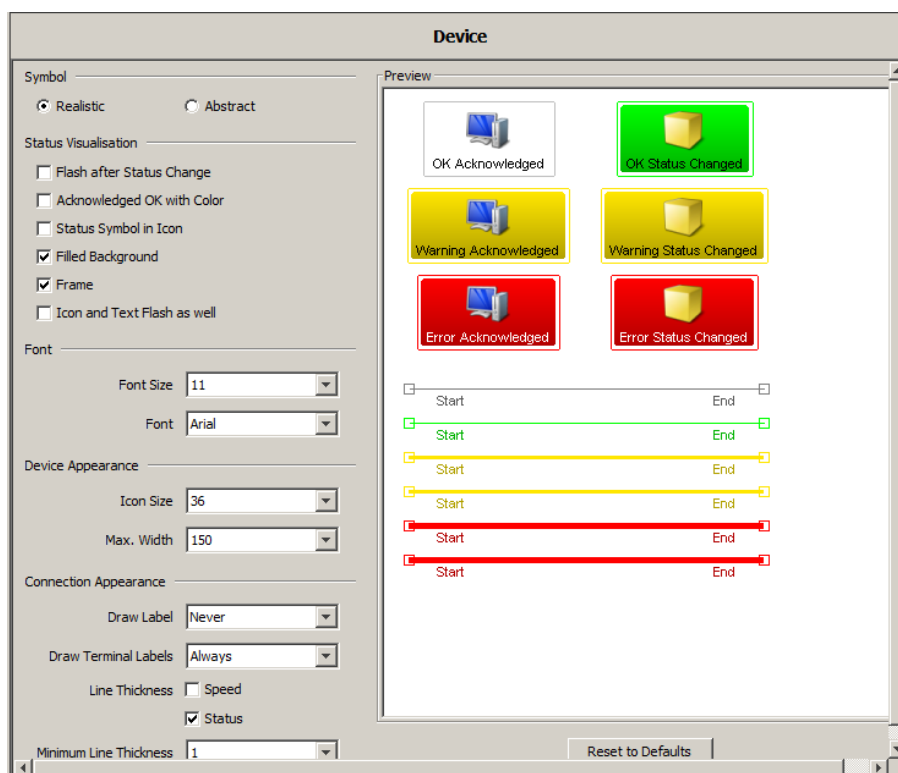 Device
Symbol
Realistic
Abstract
Status Visualisation
Flash after Status Change
Acknowledged OK with Color
Status Symbol in Icon
Filled Background
Frame
Icon and Text Flash as well
Font
Font Size 11
Font Arial
Device Appearance
Icon Size 36
Max. Width 150
Connection Appearance
Draw Label Never
Draw Terminal Labels Always
Line Thickness Speed
Status
Minimum Line Thickness 1
Preview
OK Acknowledged
OK Status Changed
Warning Acknowledged
Warning Status Changed
Error Acknowledged
Error Status Changed
Start End
Start End
Start End
Start End
Start End
Start End
Reset to Defaults